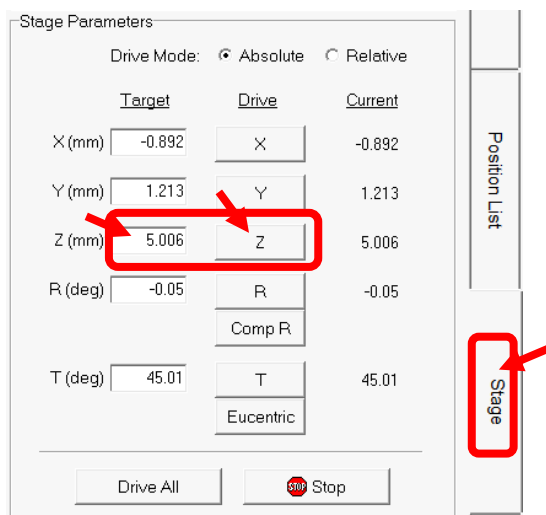 Stage Parameters
Drive Mode: Absolute Relative
Target Drive Current
X (mm) -0.892 X -0.892
Y (mm) 1.213 Y 1.213
Z (mm) 5.006 Z 5.006
R (deg) -0.05 R -0.05
Comp R
T (deg) 45.01 T 45.01
Eucentric
Drive All STOP Stop
Position List
Stage